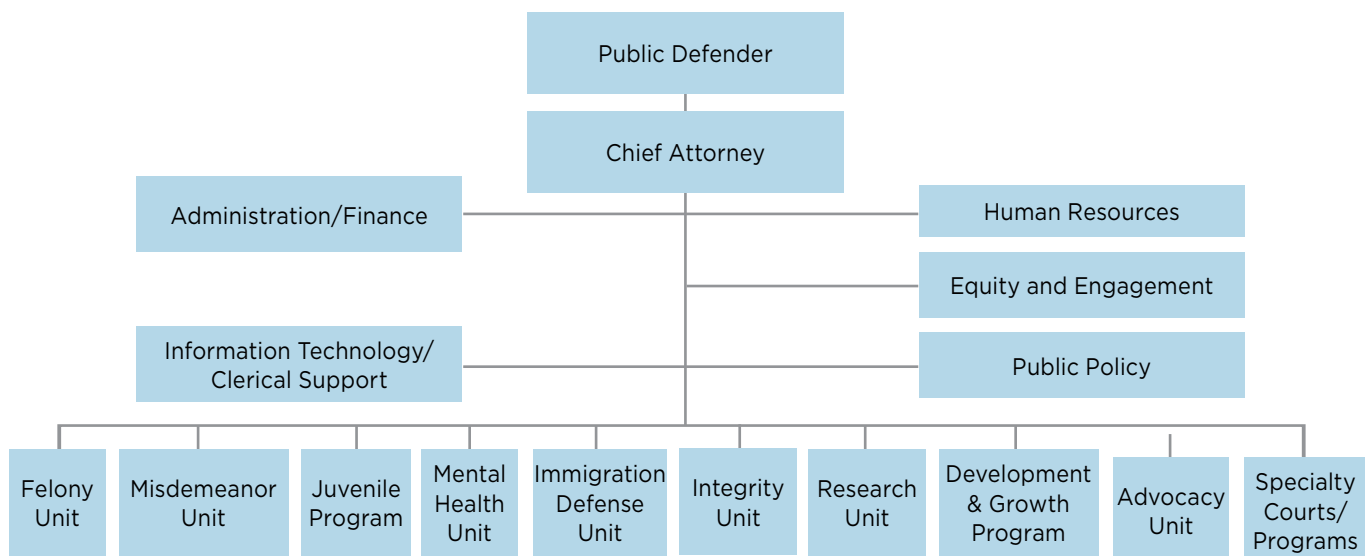 Public Defender
Chief Attorney
Administration/Finance
Human Resources
Equity and Engagement
Information Technology/
Clerical Support
Public Policy
Felony
Unit
Misdemeanor
Unit
Juvenile
Program
Mental
Health
Unit
Immigration
Defense
Unit
Integrity
Unit
Research
Unit
Development
& Growth
Program
Advocacy
Unit
Specialty
Courts/
Programs